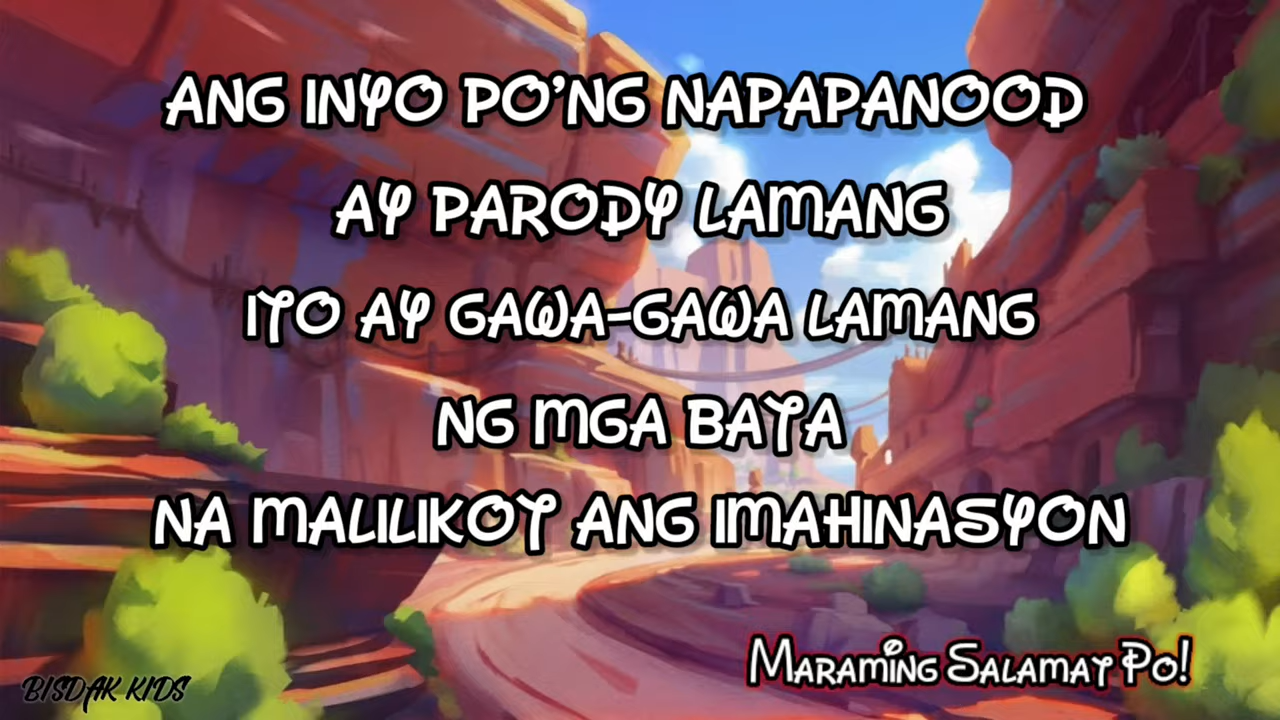 ANG INYO PO'NG NAPAPANOOD
AY PARODY LAMANG
ITO AY GAWA-GAWA LAMANG
NG MGA BATA
NA MALILIKOT ANG IMAHINASYON
Maraming Salamat Po!
BISDAK KIDS